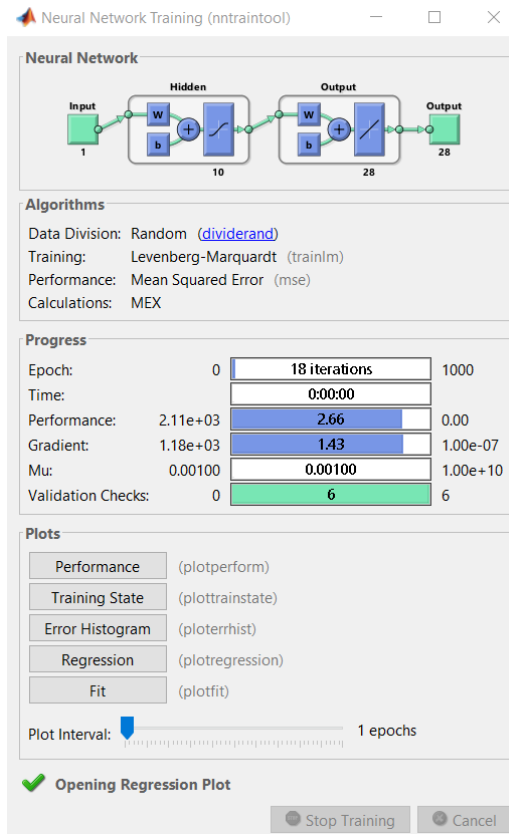 Neural Network Training (nntraintool)
Neural Network
Hidden Output
Input Output
W W
b b
1 10 28 28
Algorithms
Data Division: Random (dividerand)
Training: Levenberg-Marquardt (trainlm)
Performance: Mean Squared Error (mse)
Calculations: MEX
Progress
Epoch: 0 18 iterations 1000
Time: 0:00:00
Performance: 2.11e+03 2.66 0.00
Gradient: 1.18e+03 1.43 1.00e-07
Mu: 0.00100 0.00100 1.00e+10
Validation Checks: 0 6 6
Plots
Performance (plotperform)
Training State (plottrainstate)
Error Histogram (ploterrhist)
Regression (plotregression)
Fit (plotfit)
Plot Interval: 1 epochs
Opening Regression Plot
Stop Training Cancel